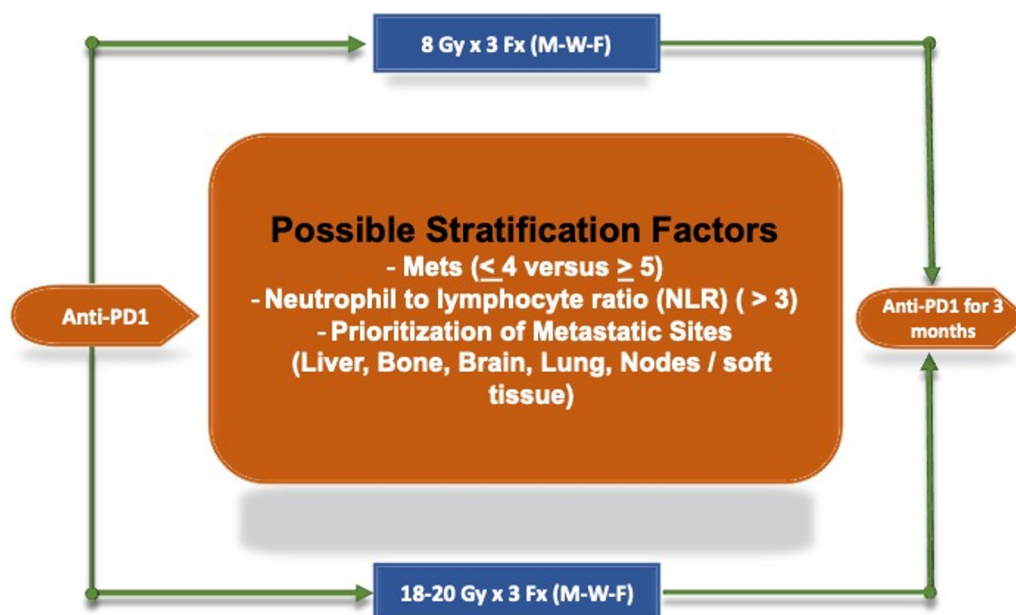 8 Gy x 3 Fx (M-W-F)
Possible Stratification Factors
- Mets (≤ 4 versus ≥ 5)
- Neutrophil to lymphocyte ratio (NLR) ( > 3)
- Prioritization of Metastatic Sites
(Liver, Bone, Brain, Lung, Nodes / soft
tissue)
Anti-PD1
Anti-PD1 for 3
months
18-20 Gy x 3 Fx (M-W-F)